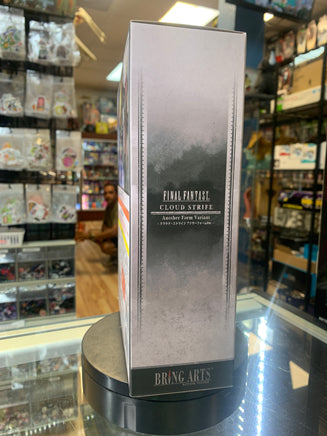 FINAL FANTASY
CLOUD STRIFE
Another Form Variant
BRING ARTS